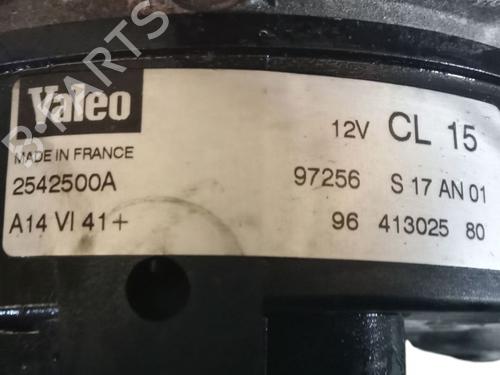 Valeo
12V CL 15
MADE IN FRANCE
2542500A 97256 S 17 AN 01
A14 VI 41+ 96 413025 80
B-PARTS